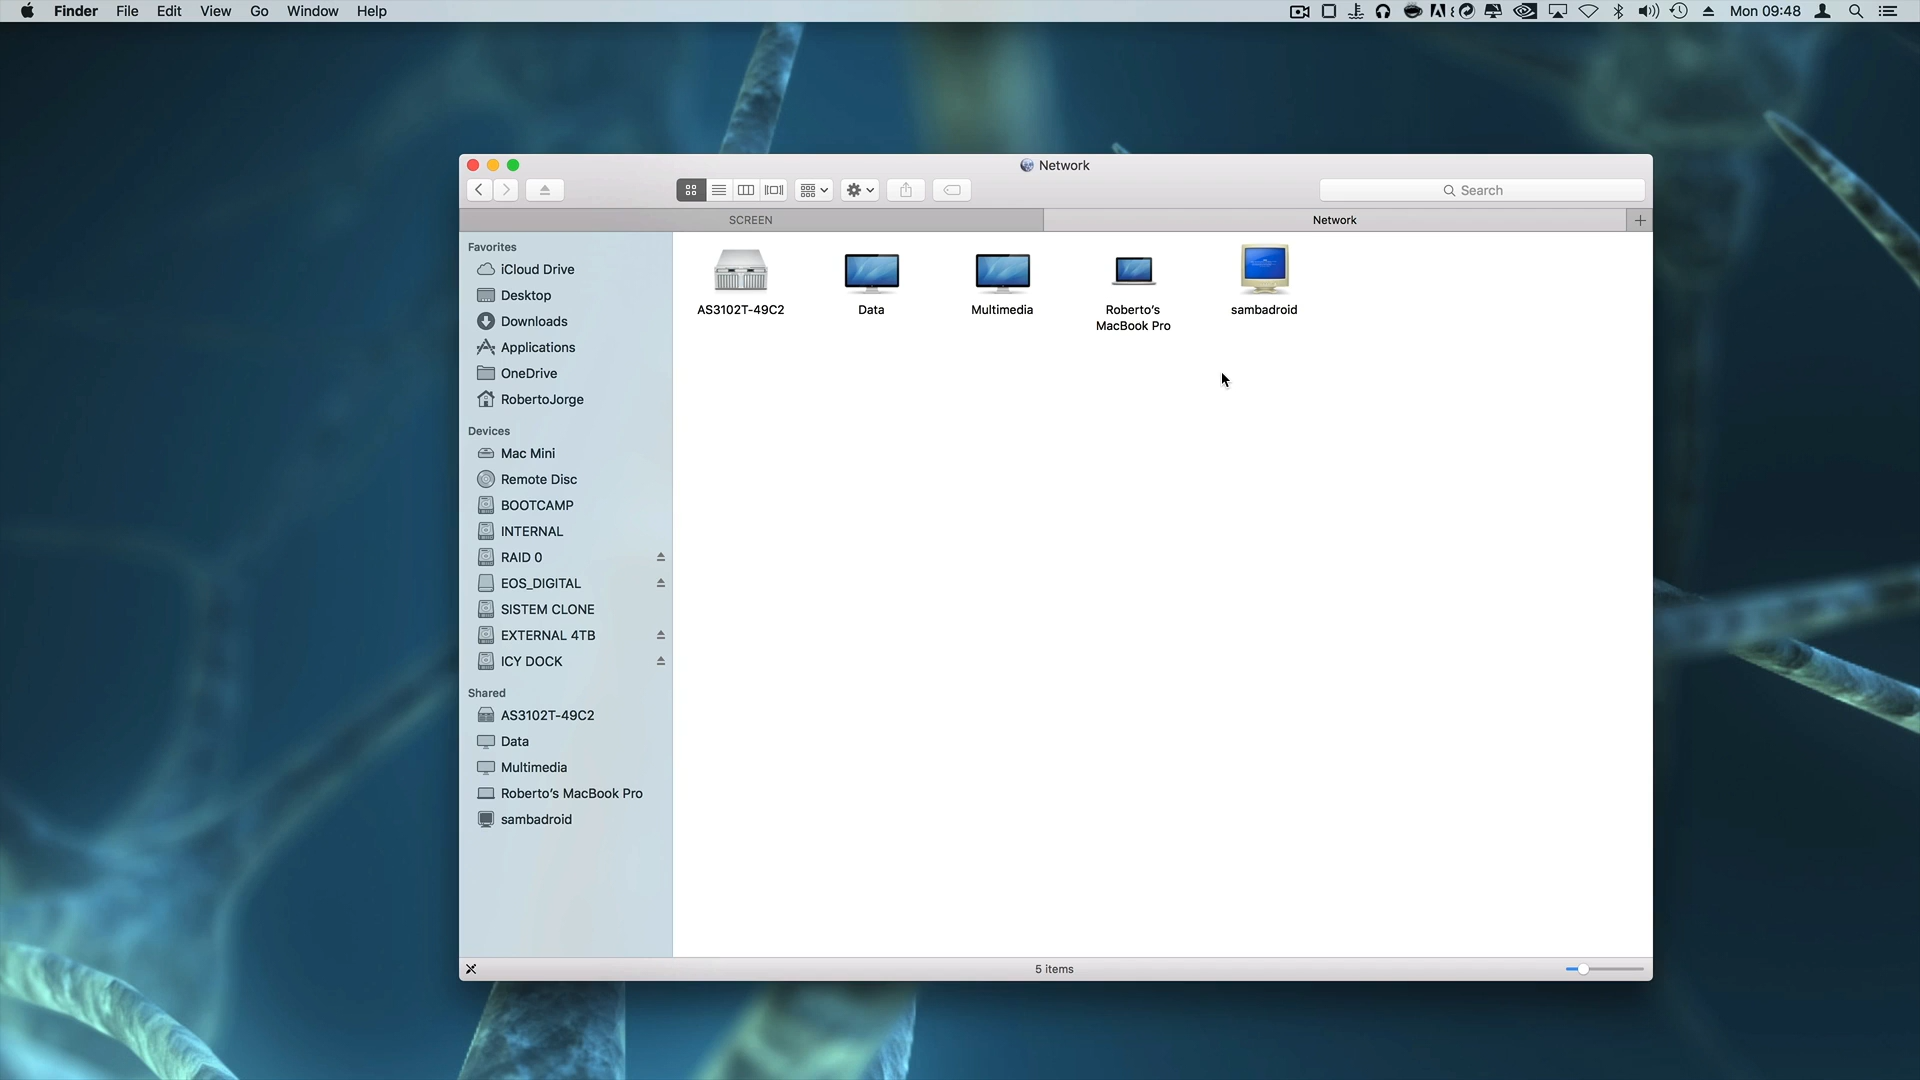 Finder File Edit View Go Window Help Mon 09:48
Network
Search
SCREEN Network
Favorites
iCloud Drive
Desktop
Downloads
Applications
OneDrive
RobertoJorge
Devices
Mac Mini
Remote Disc
BOOTCAMP
INTERNAL
RAID 0
EOS_DIGITAL
SISTEM CLONE
EXTERNAL 4TB
ICY DOCK
Shared
AS3102T-49C2
Data
Multimedia
Roberto’s MacBook Pro
sambadroid
AS3102T-49C2
Data
Multimedia
Roberto’s
MacBook Pro
sambadroid
5 items